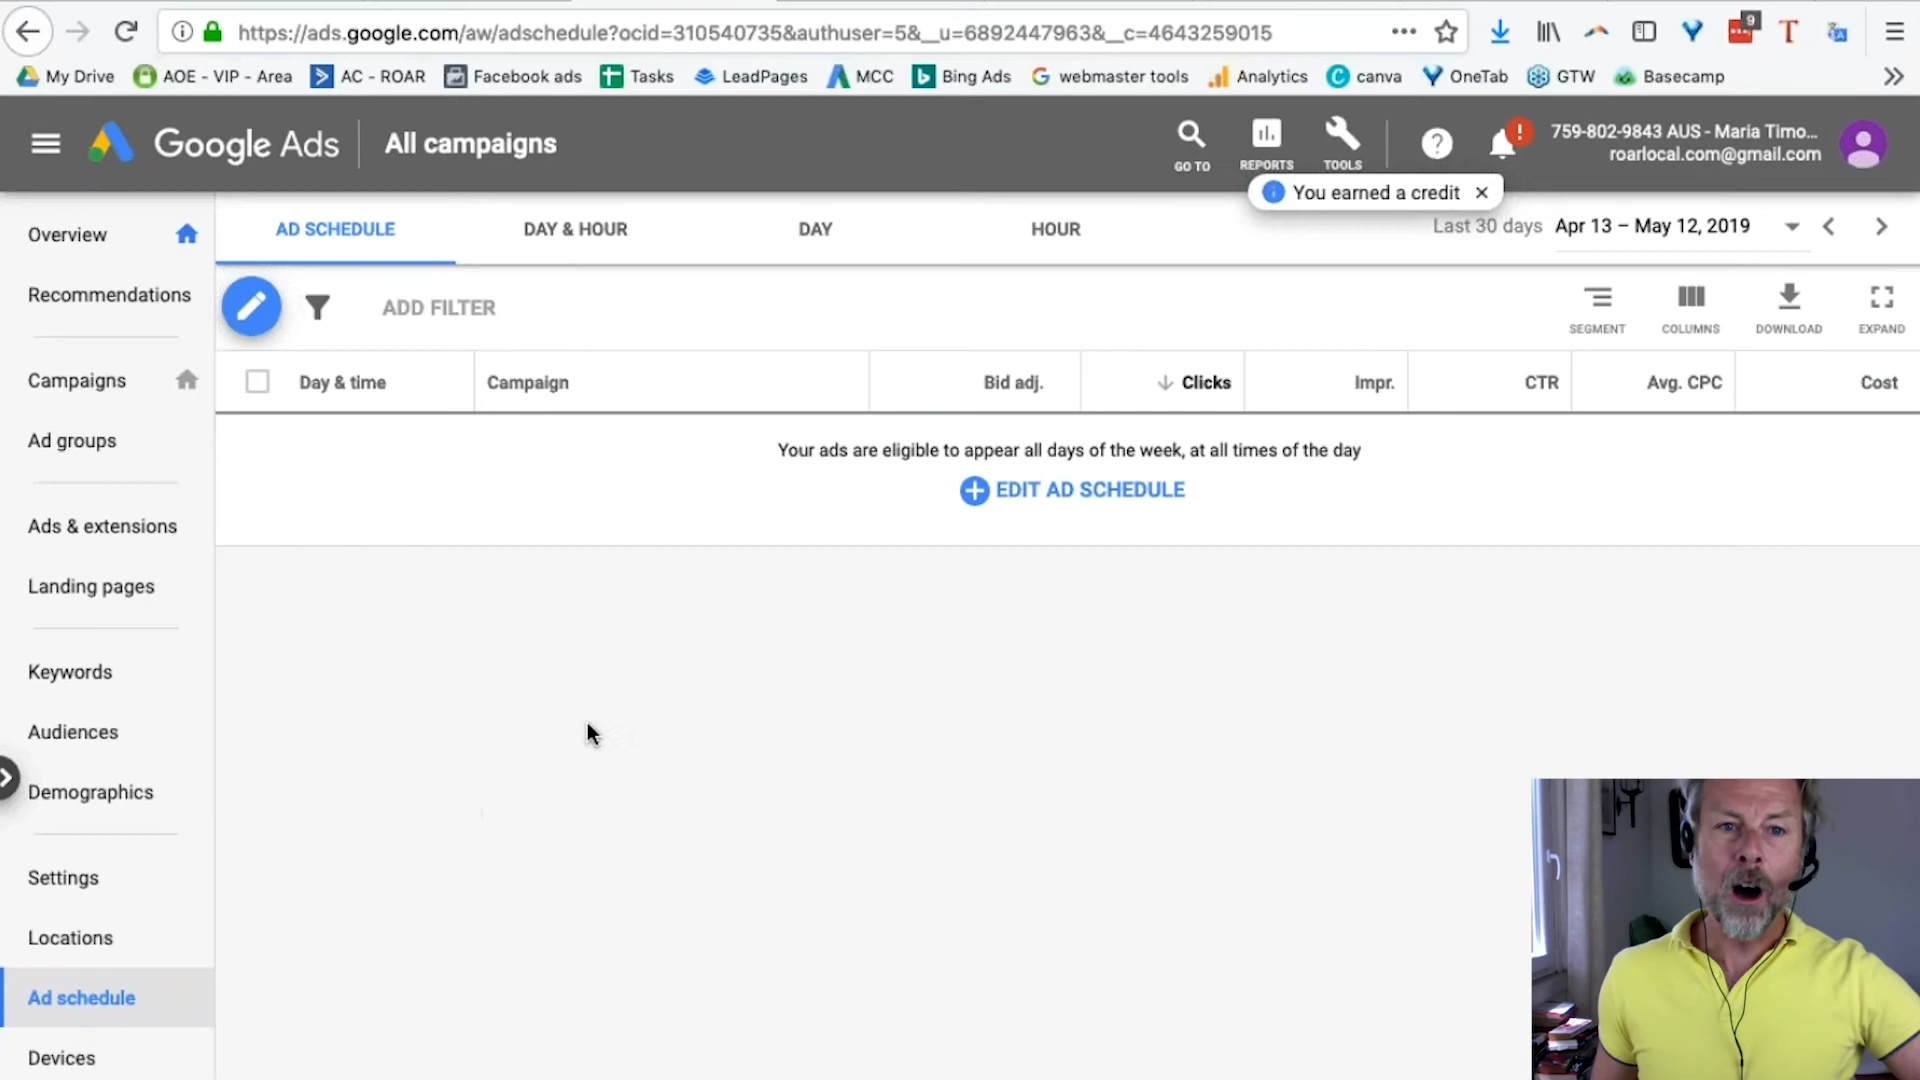 https://ads.google.com/aw/adschedule?ocid=310540735&authuser=5&__u=6892447963&__c=4643259015
9
My Drive
AOE - VIP - Area
AC - ROAR
Facebook ads
Tasks
LeadPages
MCC
Bing Ads
webmaster tools
Analytics
canva
OneTab
GTW
Basecamp
Google Ads
All campaigns
GO TO
REPORTS
TOOLS
759-802-9843 AUS - Maria Timo...
roarlocal.com@gmail.com
You earned a credit
Overview
Recommendations
Campaigns
Ad groups
Ads & extensions
Landing pages
Keywords
Audiences
Demographics
Settings
Locations
Ad schedule
Devices
AD SCHEDULE
DAY & HOUR
DAY
HOUR
Last 30 days Apr 13 – May 12, 2019
ADD FILTER
SEGMENT
COLUMNS
DOWNLOAD
EXPAND
Day & time
Campaign
Bid adj.
Clicks
Impr.
CTR
Avg. CPC
Cost
Your ads are eligible to appear all days of the week, at all times of the day
EDIT AD SCHEDULE